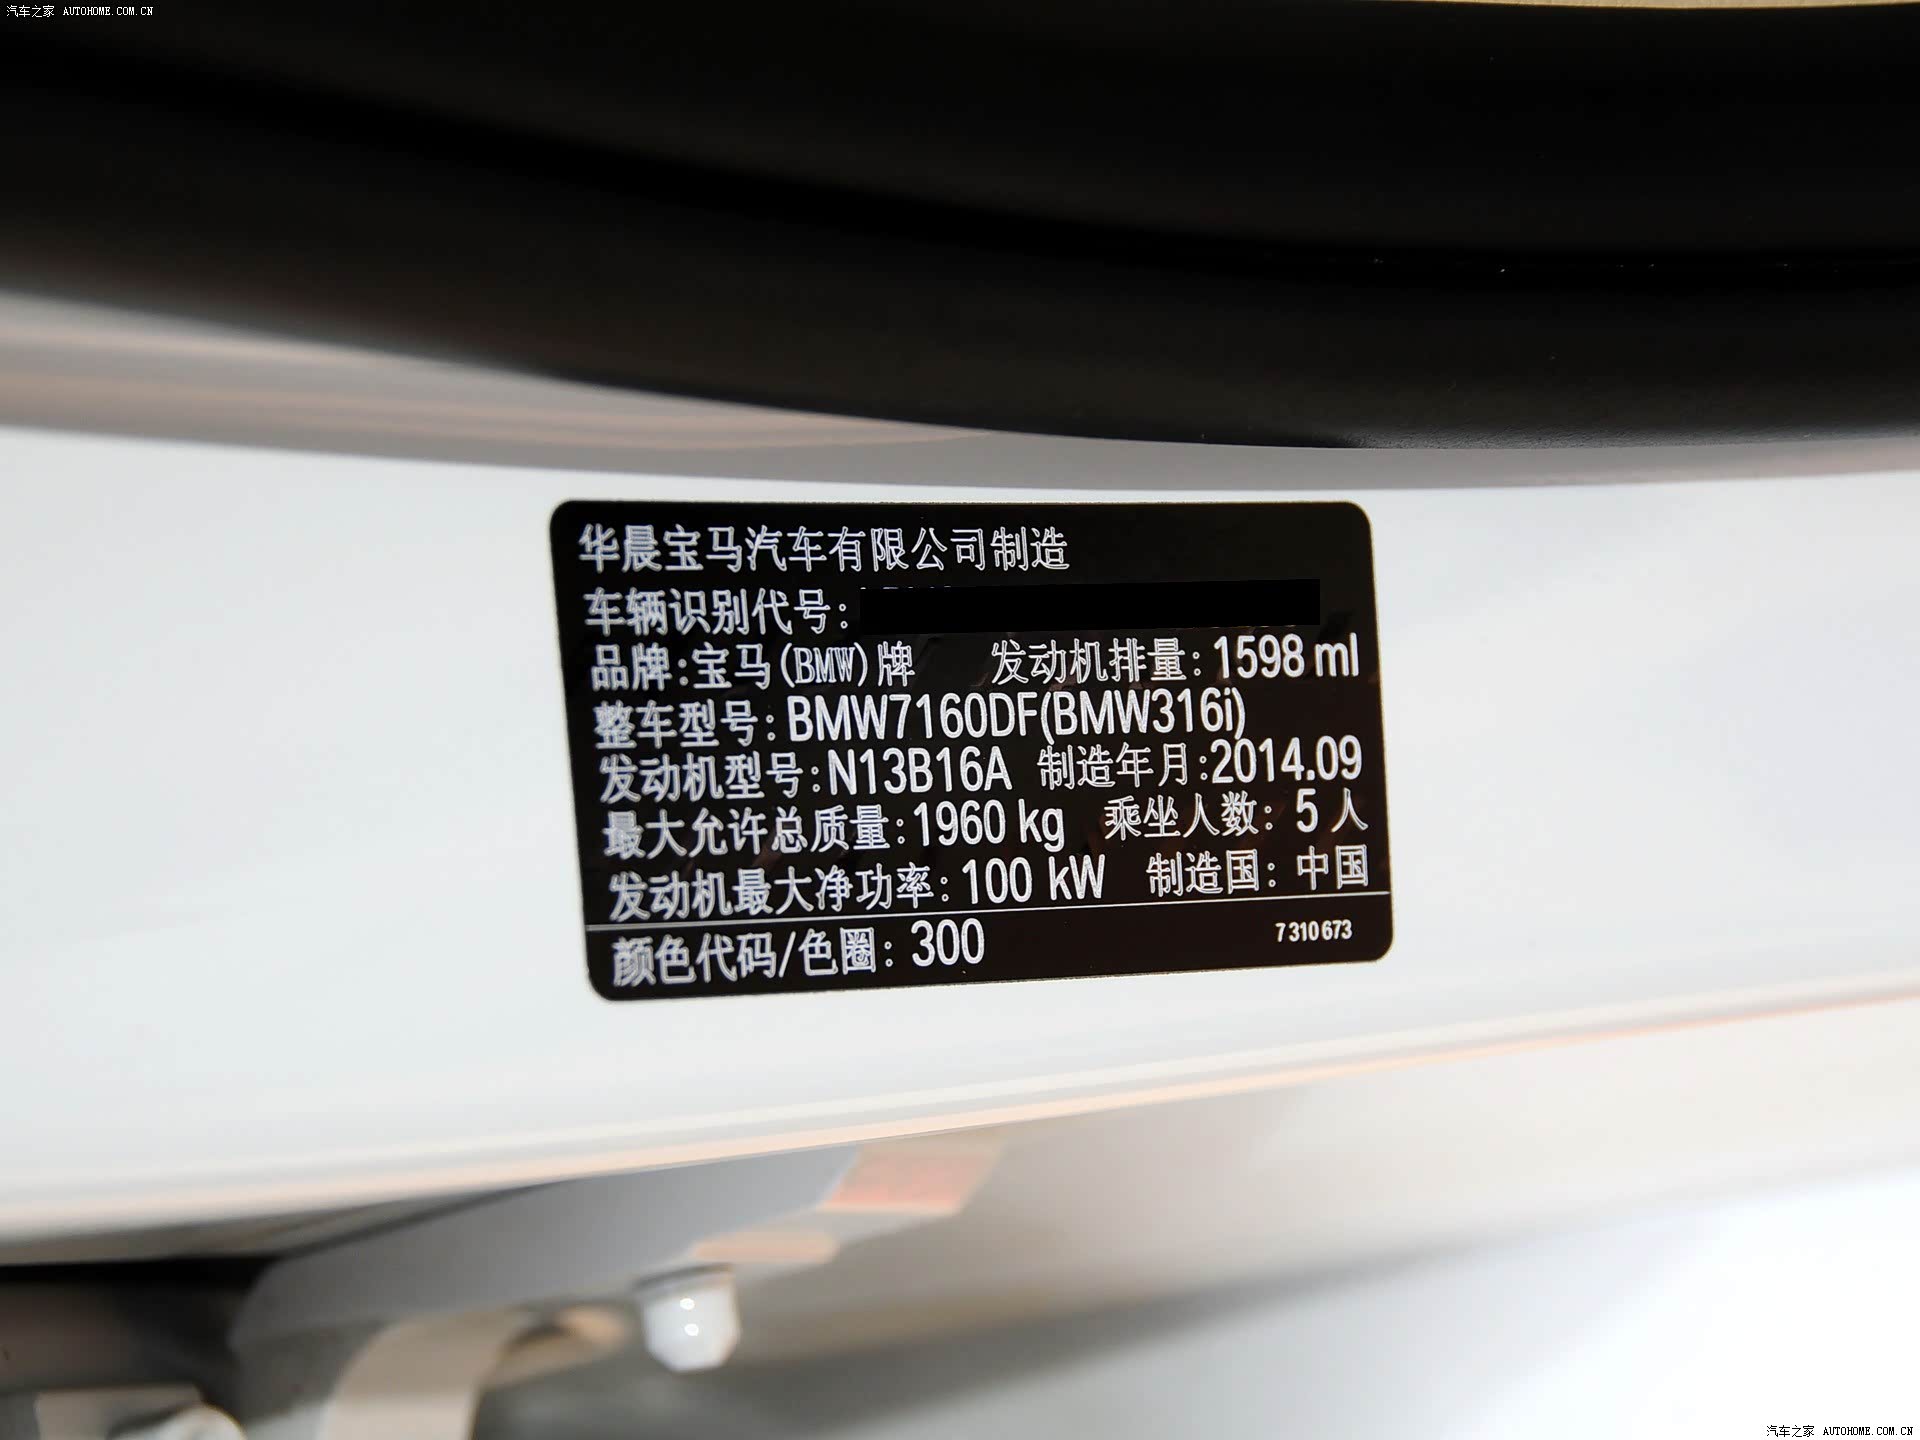 汽车之家 AUTOHOME.COM.CN
华晨宝马汽车有限公司制造
车辆识别代号:
品牌:宝马(BMW)牌 发动机排量:1598 ml
整车型号:BMW7160DF(BMW316i)
发动机型号:N13B16A 制造年月:2014.09
最大允许总质量:1960 kg 乘坐人数: 5 人
发动机最大净功率:100 kW 制造国: 中国
颜色代码/色圈: 300 7 310 673
汽车之家 AUTOHOME.COM.CN